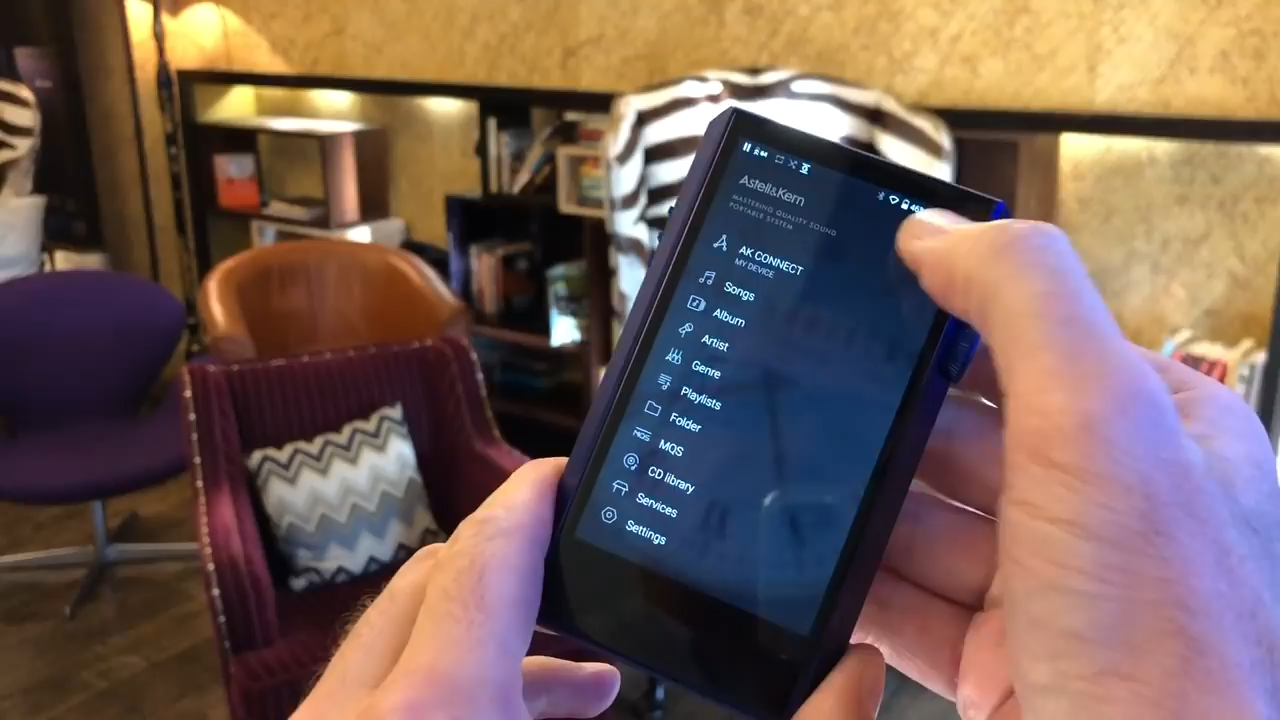 Astell&Kern
MASTERING QUALITY SOUND
PORTABLE SYSTEM
AK CONNECT
MY DEVICE
Songs
Album
Artist
Genre
Playlists
Folder
MQS
MQS
CD library
Services
Settings